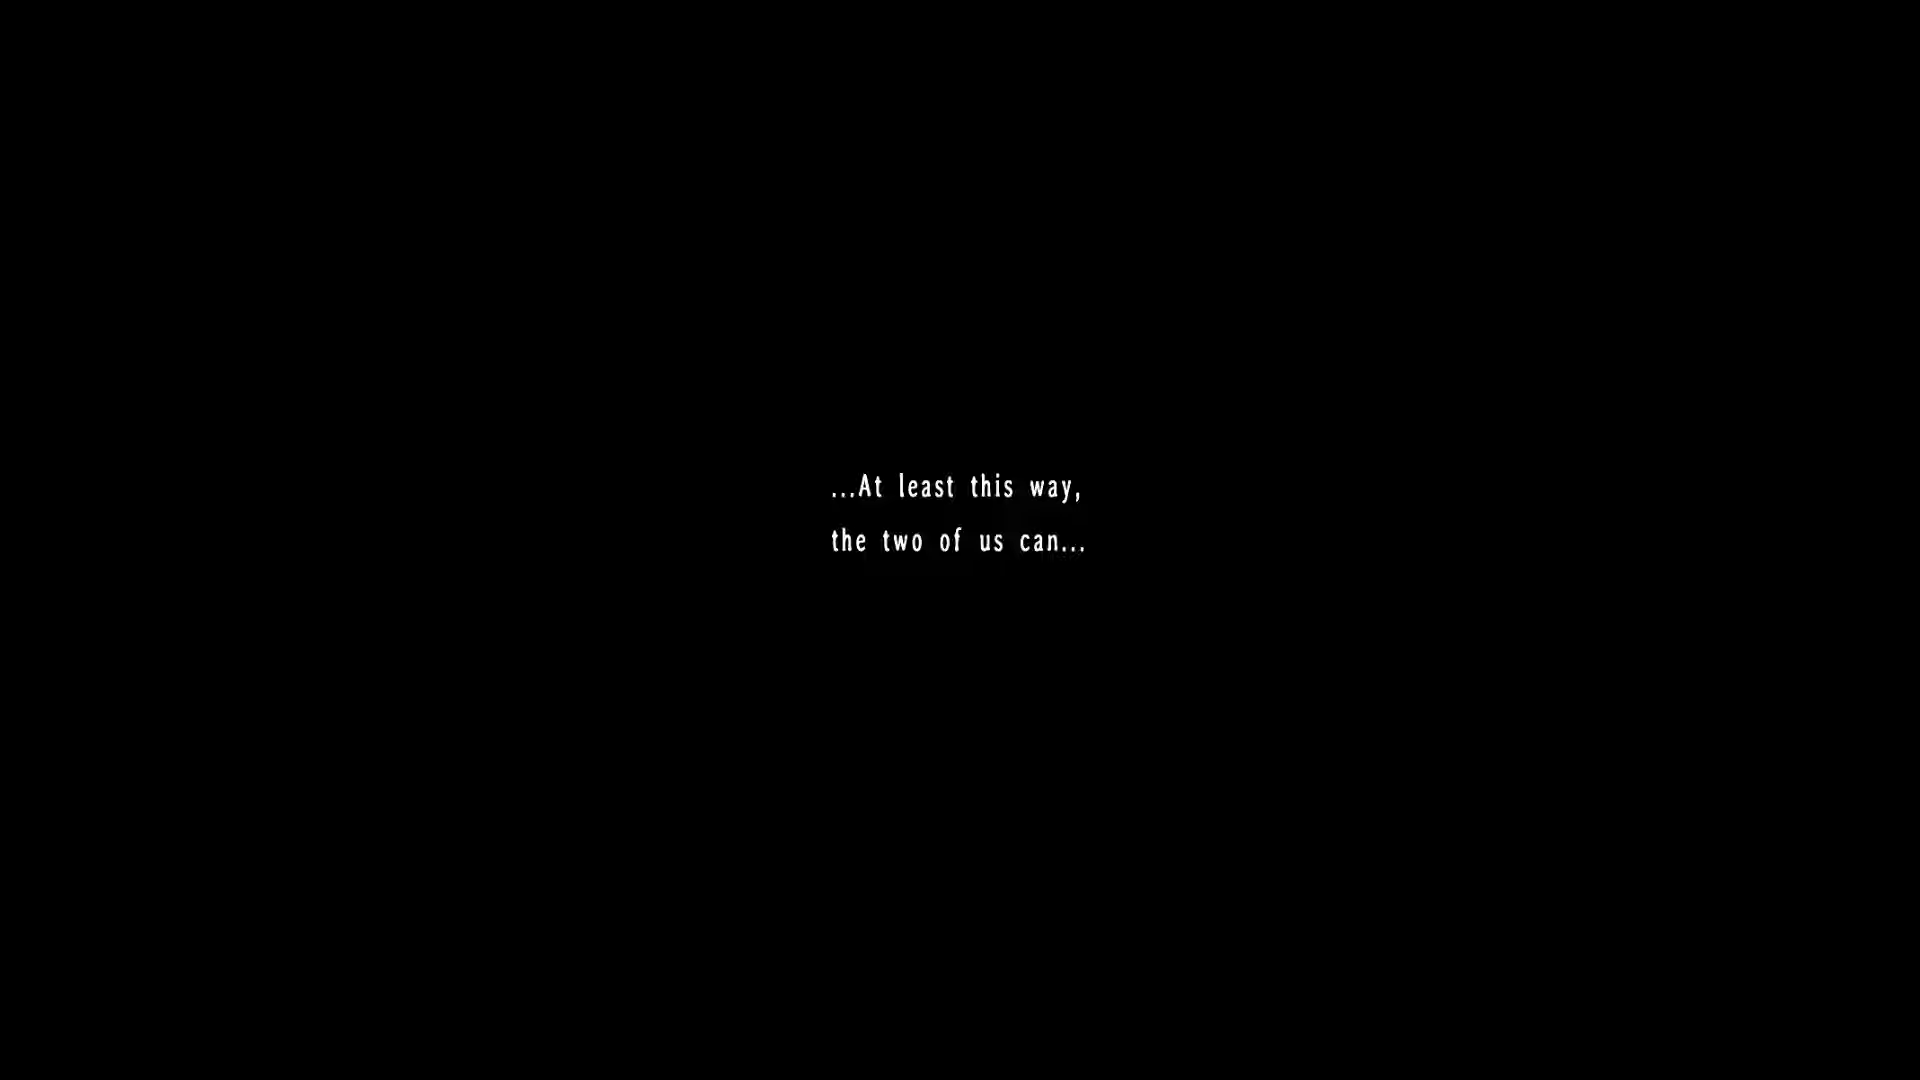 ...At least this way,
the two of us can...